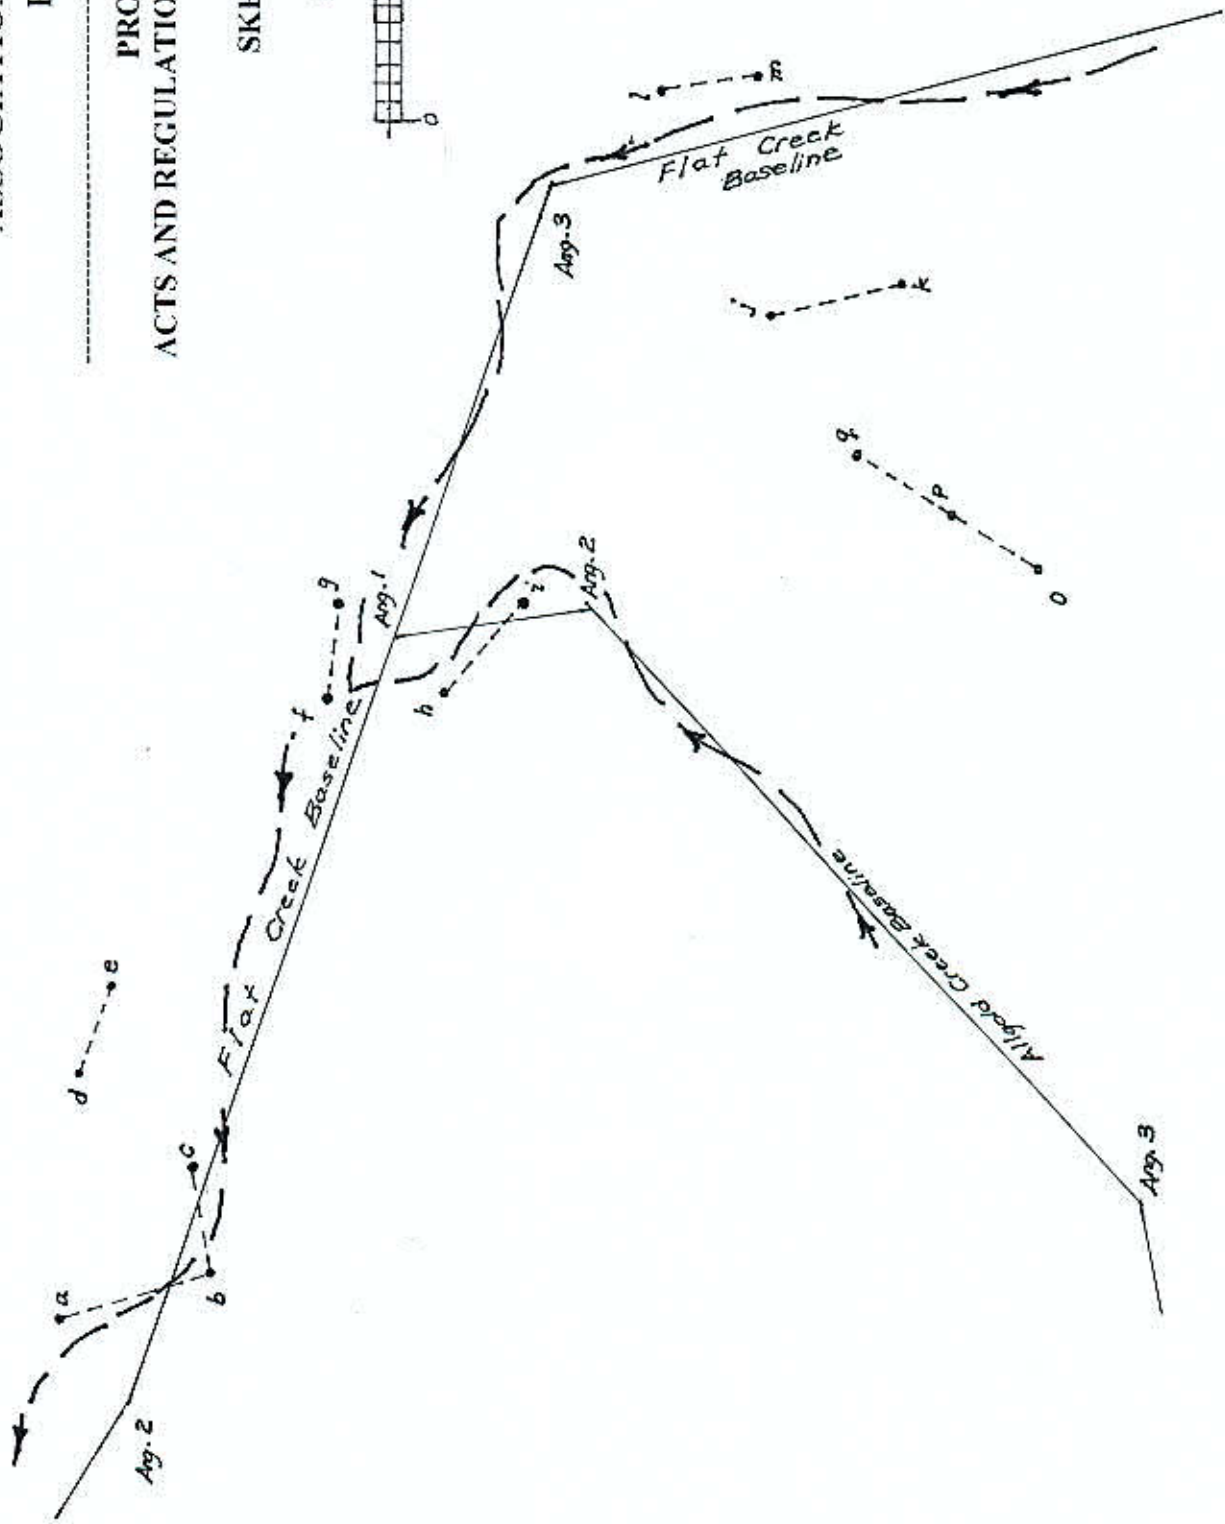 PRO
ACTS AND REGULATIO
SKE
0
l
m
Flat Creek
Baseline
Ang. 3
j
k
q
p
o
g
Ang. 1
f
i
Ang. 2
h
Flat Creek Baseline
Allgold Creek Baseline
e
d
c
a
b
Ang. 3
Ang. 2